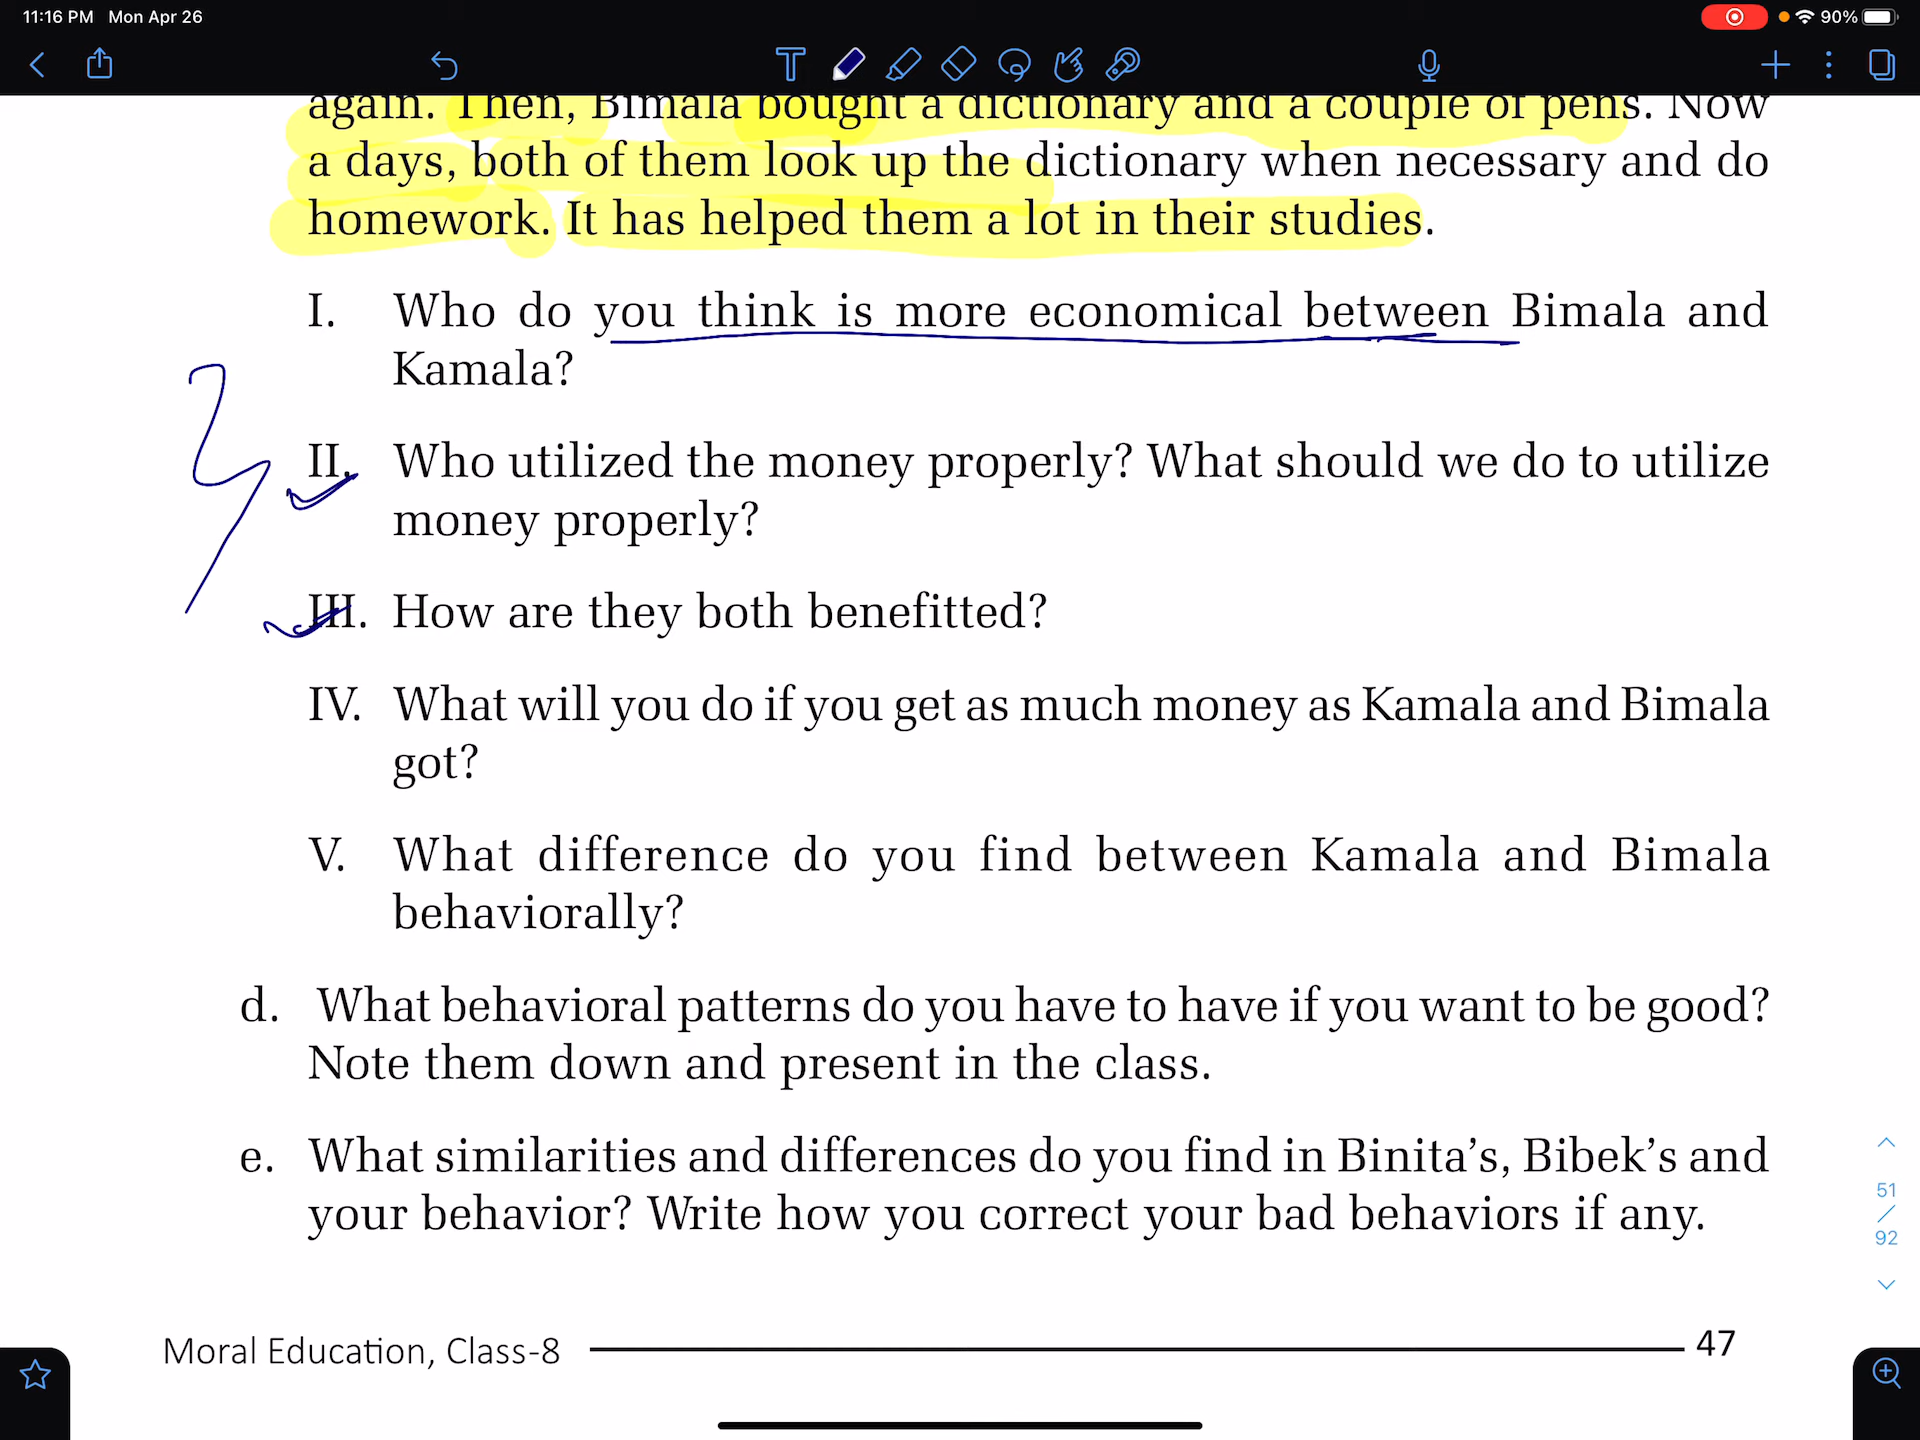 11:16 PM Mon Apr 26
90%
again. Then, Bimala bought a dictionary and a couple of pens. Now
a days, both of them look up the dictionary when necessary and do
homework. It has helped them a lot in their studies.
I. Who do you think is more economical between Bimala and
Kamala?
II. Who utilized the money properly? What should we do to utilize
money properly?
III. How are they both benefitted?
IV. What will you do if you get as much money as Kamala and Bimala
got?
V. What difference do you find between Kamala and Bimala
behaviorally?
d. What behavioral patterns do you have to have if you want to be good?
Note them down and present in the class.
e. What similarities and differences do you find in Binita's, Bibek's and
your behavior? Write how you correct your bad behaviors if any.
51
/
92
Moral Education, Class-8 47